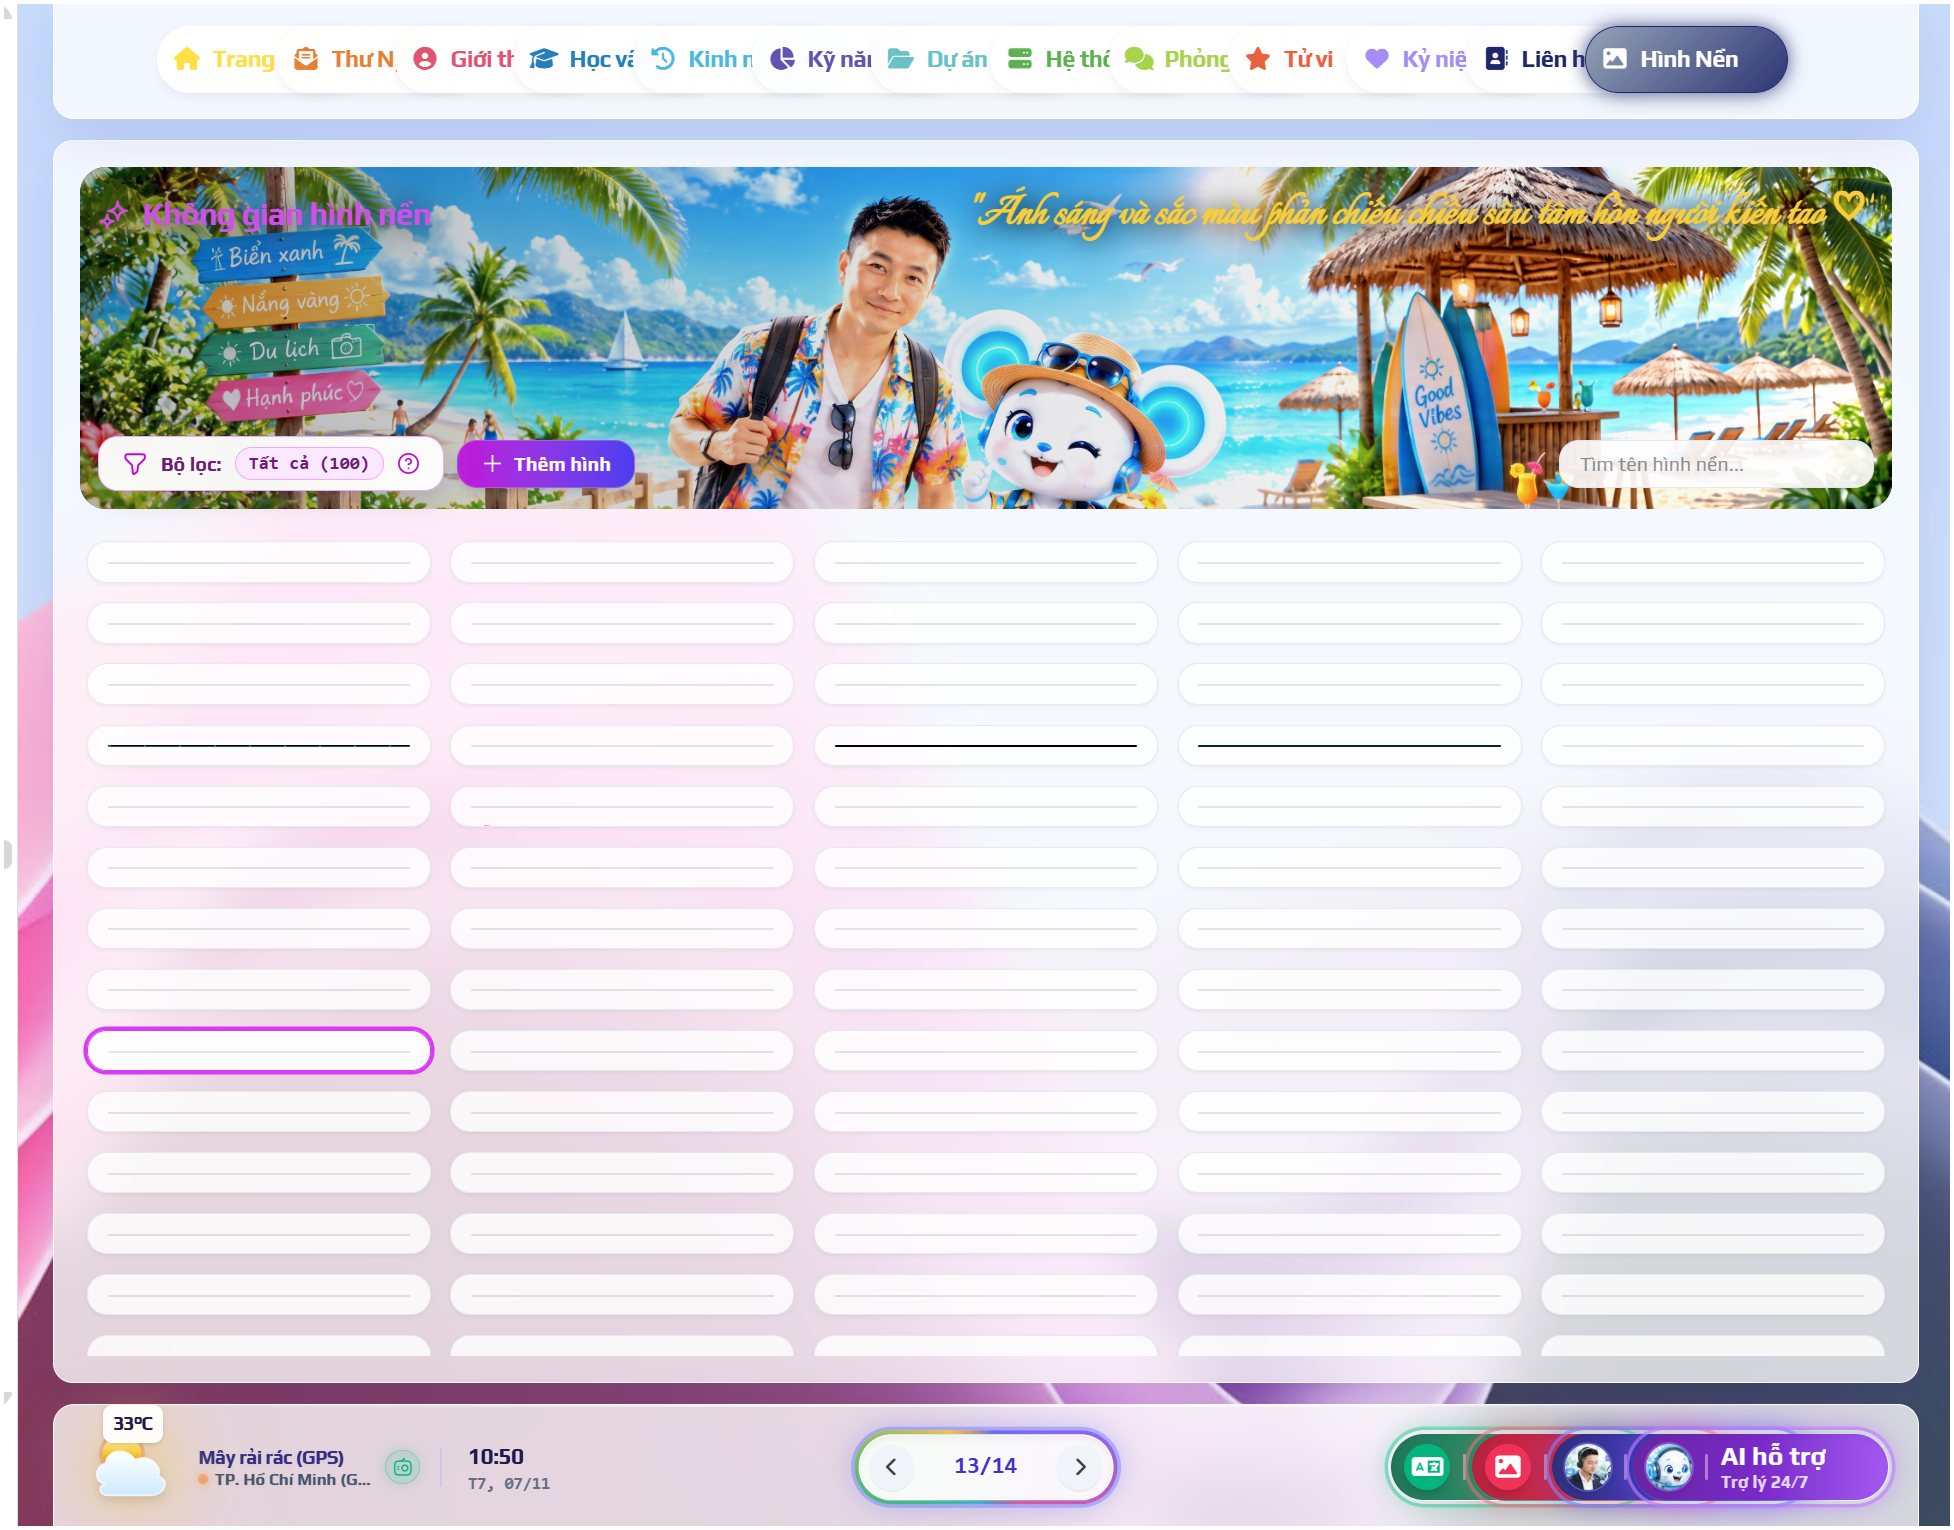 Trang
Thư N
Giới th
Học vấ
Kinh n
Kỹ năn
Dự án
Hệ thố
Phòng
Tử vi
Kỷ niệ
Liên h
Hình Nền
Không gian hình nền
"Ánh sáng và sắc màu phản chiếu chiều sâu tâm hồn người kiến tạo ♡"
Biển xanh
Nắng vàng
Du lịch
Hạnh phúc
Good
Vibes
Bộ lọc: Tất cả (100)
Thêm hình
Tìm tên hình nền...
33°C
Mây rải rác (GPS)
TP. Hồ Chí Minh (G...
10:50
T7, 07/11
13/14
AI hỗ trợ
Trợ lý 24/7